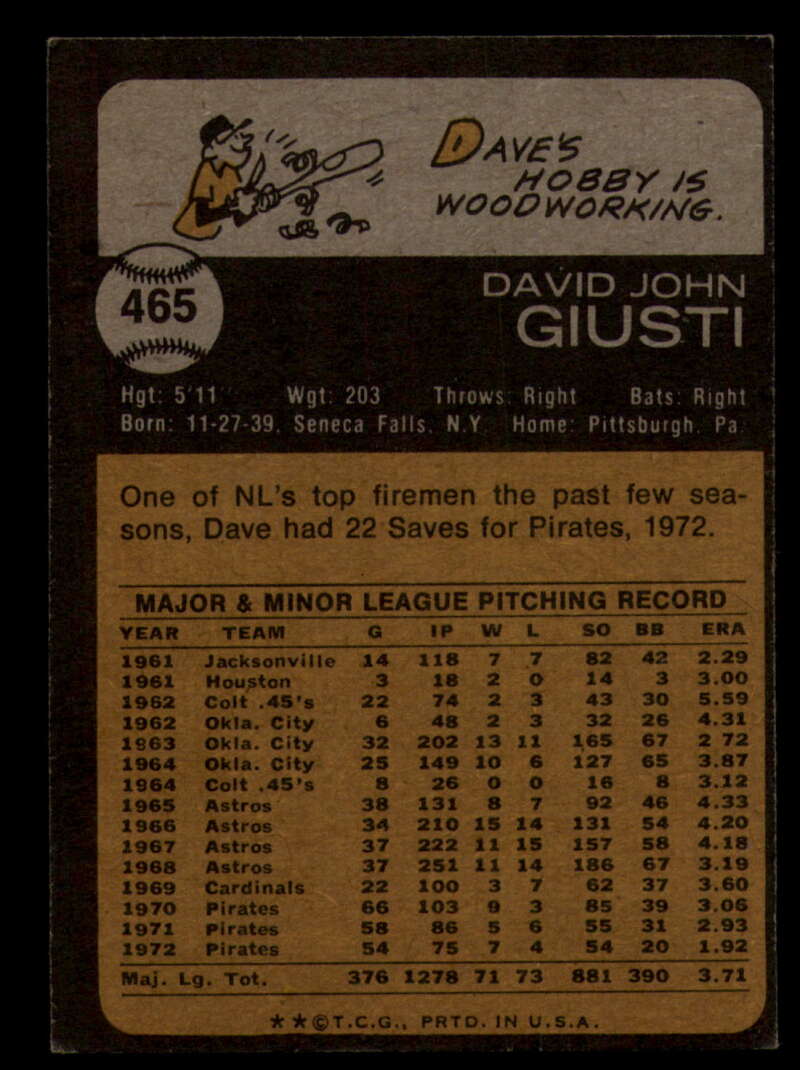 DAVE'S
HOBBY IS
WOODWORKING.
465
DAVID JOHN
GIUSTI
Hgt: 5'11" Wgt: 203 Throws: Right Bats: Right
Born: 11-27-39, Seneca Falls, N.Y. Home: Pittsburgh, Pa.
One of NL's top firemen the past few sea-
sons, Dave had 22 Saves for Pirates, 1972.
MAJOR & MINOR LEAGUE PITCHING RECORD
YEAR TEAM G IP W L SO BB ERA
1961 Jacksonville 14 118 7 7 82 42 2.29
1961 Houston 3 18 2 0 14 3 3.00
1962 Colt .45's 22 74 2 3 43 30 5.59
1962 Okla. City 6 48 2 3 32 26 4.31
1963 Okla. City 32 202 13 11 165 67 2 72
1964 Okla. City 25 149 10 6 127 65 3.87
1964 Colt .45's 8 26 0 0 16 8 3.12
1965 Astros 38 131 8 7 92 46 4.33
1966 Astros 34 210 15 14 131 54 4.20
1967 Astros 37 222 11 15 157 58 4.18
1968 Astros 37 251 11 14 186 67 3.19
1969 Cardinals 22 100 3 7 62 37 3.60
1970 Pirates 66 103 9 3 85 39 3.06
1971 Pirates 58 86 5 6 55 31 2.93
1972 Pirates 54 75 7 4 54 20 1.92
Maj. Lg. Tot. 376 1278 71 73 881 390 3.71
★★©T.C.G., PRTD. IN U.S.A.